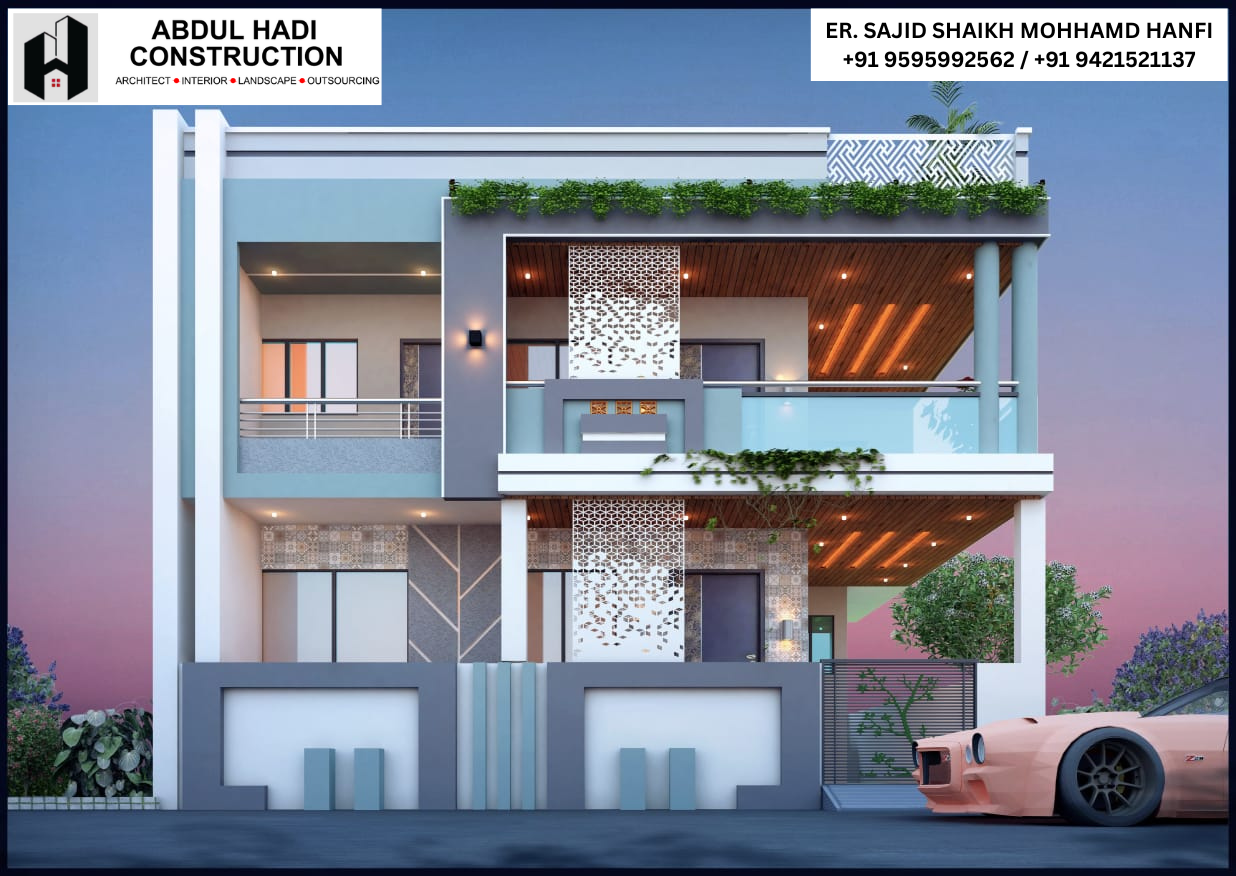 ABDUL HADI
CONSTRUCTION
ARCHITECT • INTERIOR • LANDSCAPE • OUTSOURCING
ER. SAJID SHAIKH MOHHAMD HANFI
+91 9595992562 / +91 9421521137